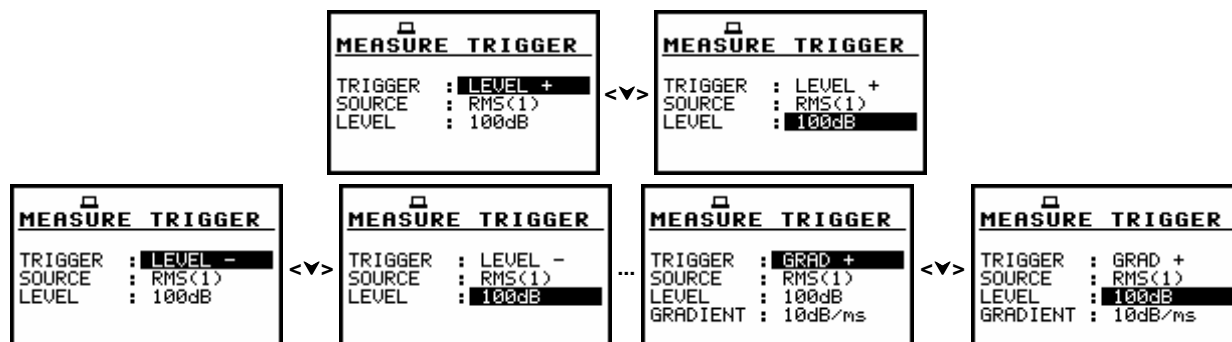 MEASURE TRIGGER
TRIGGER : LEVEL +
SOURCE : RMS(1)
LEVEL : 100dB
<>
MEASURE TRIGGER
TRIGGER : LEVEL +
SOURCE : RMS(1)
LEVEL : 100dB
MEASURE TRIGGER
TRIGGER : LEVEL -
SOURCE : RMS(1)
LEVEL : 100dB
<>
MEASURE TRIGGER
TRIGGER : LEVEL -
SOURCE : RMS(1)
LEVEL : 100dB
...
MEASURE TRIGGER
TRIGGER : GRAD +
SOURCE : RMS(1)
LEVEL : 100dB
GRADIENT : 10dB/ms
<>
MEASURE TRIGGER
TRIGGER : GRAD +
SOURCE : RMS(1)
LEVEL : 100dB
GRADIENT : 10dB/ms